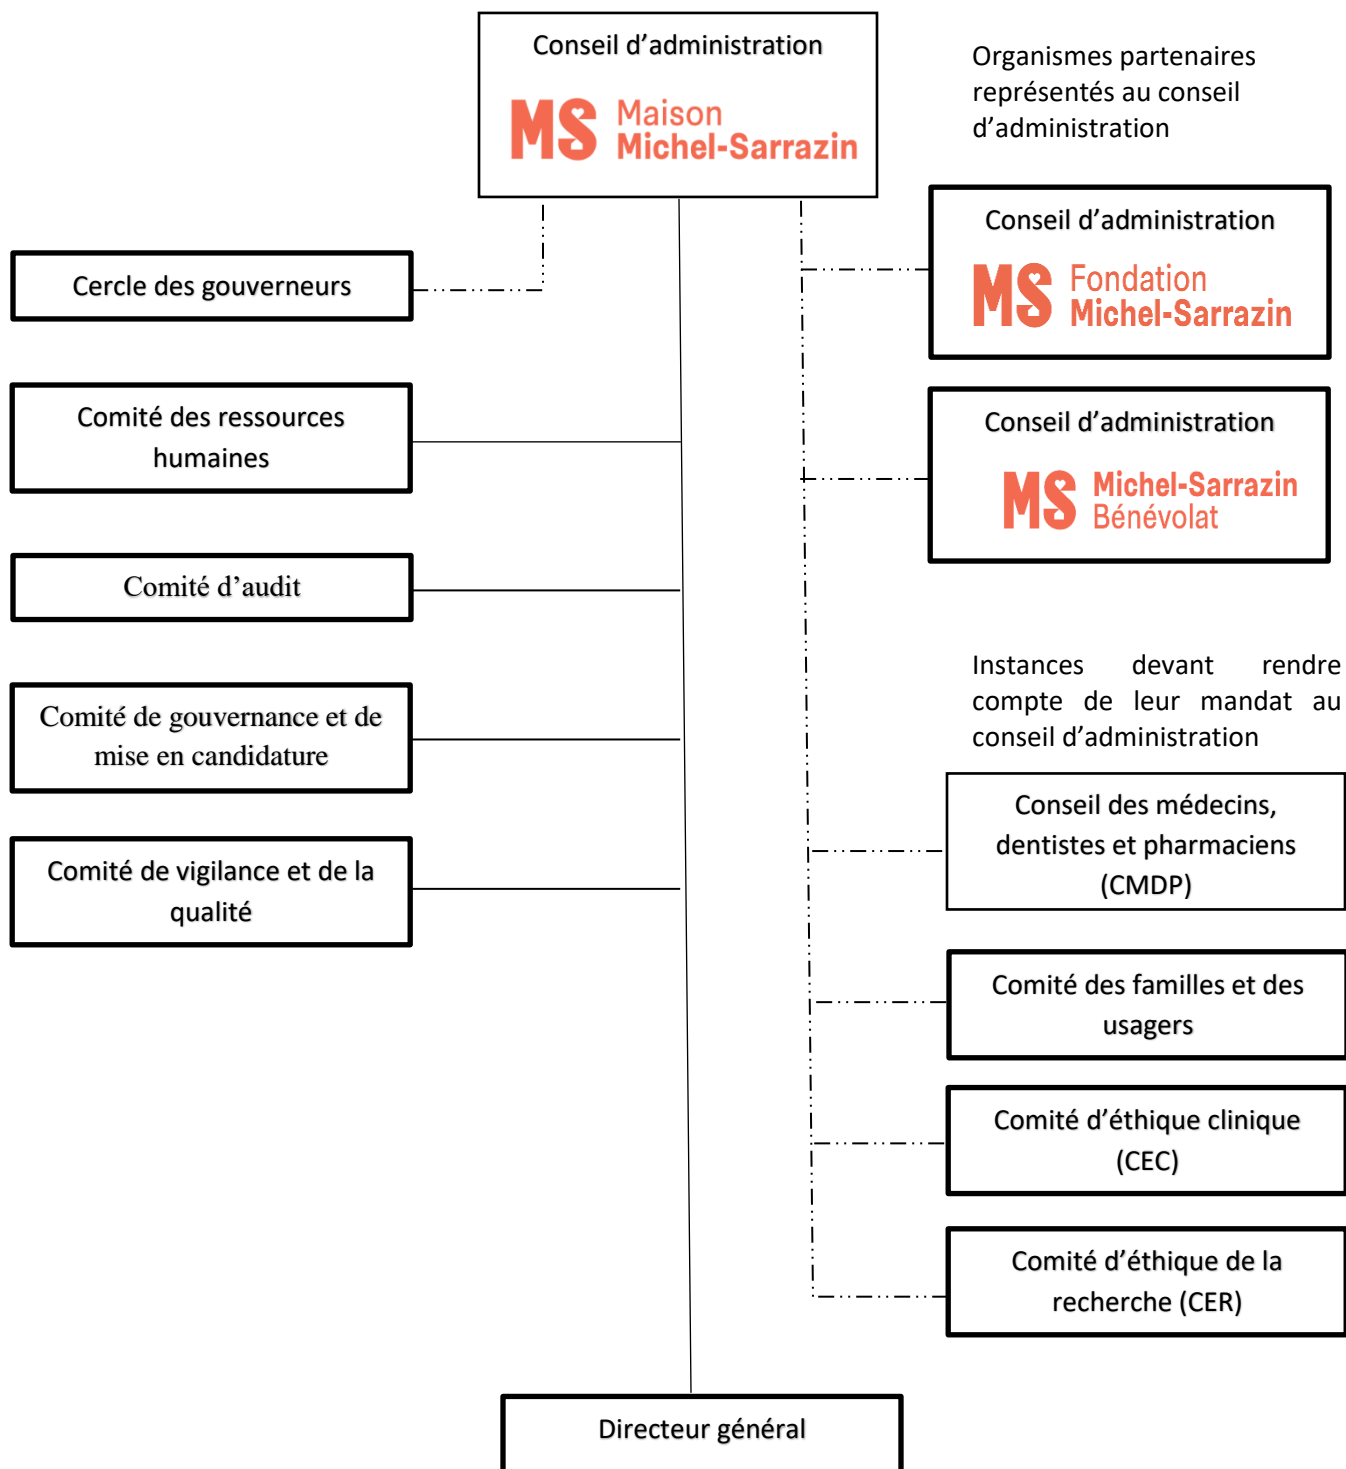 Conseil d’administration
MS Maison
Michel-Sarrazin
Organismes partenaires
représentés au conseil
d’administration
Conseil d’administration
MS Fondation
Michel-Sarrazin
Conseil d’administration
MS Michel-Sarrazin
Bénévolat
Cercle des gouverneurs
Comité des ressources
humaines
Comité d’audit
Comité de gouvernance et de
mise en candidature
Comité de vigilance et de la
qualité
Instances devant rendre
compte de leur mandat au
conseil d’administration
Conseil des médecins,
dentistes et pharmaciens
(CMDP)
Comité des familles et des
usagers
Comité d’éthique clinique
(CEC)
Comité d’éthique de la
recherche (CER)
Directeur général